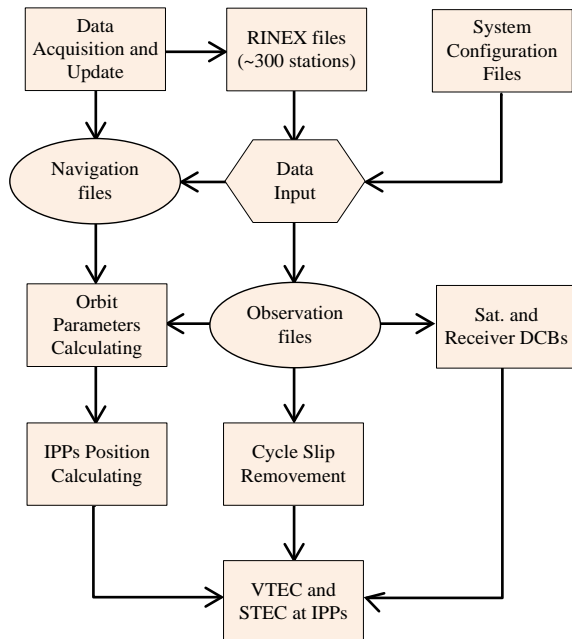 Data
Acquisition and
Update
RINEX files
(~300 stations)
System
Configuration
Files
Navigation
files
Data
Input
Orbit
Parameters
Calculating
Observation
files
Sat. and
Receiver DCBs
IPPs Position
Calculating
Cycle Slip
Removement
VTEC and
STEC at IPPs